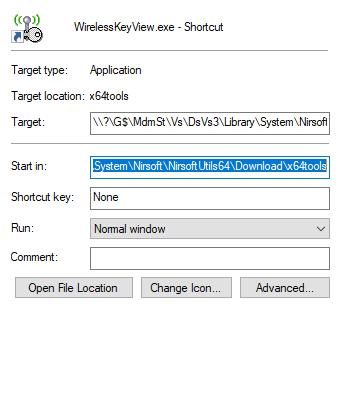 WirelessKeyView.exe - Shortcut
Target type: Application
Target location: x64tools
Target: \\?\G$\MdmSt\Vs\DsVs3\Library\System\Nirsoft
Start in: System\Nirsoft\NirsoftUtils64\Download\x64tools
Shortcut key: None
Run: Normal window
Comment:
Open File Location Change Icon... Advanced...